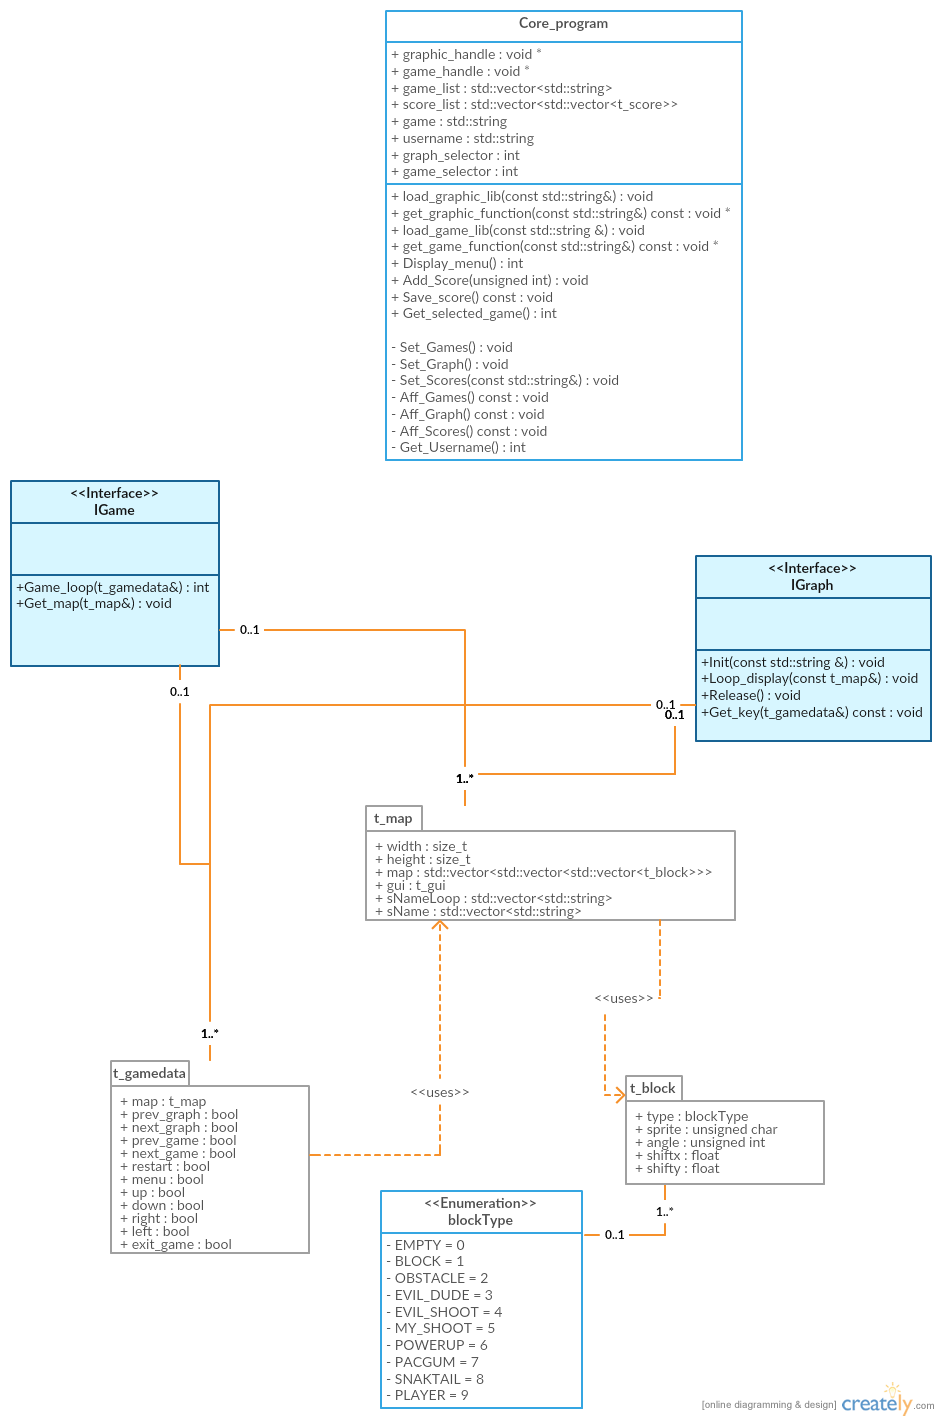 Core_program
+ graphic_handle : void *
+ game_handle : void *
+ game_list : std::vector<std::string>
+ score_list : std::vector<std::vector<t_score>>
+ game : std::string
+ username : std::string
+ graph_selector : int
+ game_selector : int
+ load_graphic_lib(const std::string&) : void
+ get_graphic_function(const std::string&) const : void *
+ load_game_lib(const std::string &) : void
+ get_game_function(const std::string&) const : void *
+ Display_menu() : int
+ Add_Score(unsigned int) : void
+ Save_score() const : void
+ Get_selected_game() : int
- Set_Games() : void
- Set_Graph() : void
- Set_Scores(const std::string&) : void
- Aff_Games() const : void
- Aff_Graph() const : void
- Aff_Scores() const : void
- Get_Username() : int
<<Interface>>
IGame
+Game_loop(t_gamedata&) : int
+Get_map(t_map&) : void
<<Interface>>
IGraph
+Init(const std::string &) : void
+Loop_display(const t_map&) : void
+Release() : void
+Get_key(t_gamedata&) const : void
0..1
0..1
0..1
0..1
1..*
t_map
+ width : size_t
+ height : size_t
+ map : std::vector<std::vector<std::vector<t_block>>>
+ gui : t_gui
+ sNameLoop : std::vector<std::string>
+ sName : std::vector<std::string>
<<uses>>
1..*
t_gamedata
+ map : t_map
+ prev_graph : bool
+ next_graph : bool
+ prev_game : bool
+ next_game : bool
+ restart : bool
+ menu : bool
+ up : bool
+ down : bool
+ right : bool
+ left : bool
+ exit_game : bool
<<uses>>
t_block
+ type : blockType
+ sprite : unsigned char
+ angle : unsigned int
+ shiftx : float
+ shifty : float
1..*
0..1
<<Enumeration>>
blockType
- EMPTY = 0
- BLOCK = 1
- OBSTACLE = 2
- EVIL_DUDE = 3
- EVIL_SHOOT = 4
- MY_SHOOT = 5
- POWERUP = 6
- PACGUM = 7
- SNAKTAIL = 8
- PLAYER = 9
[online diagramming & design] creately.com